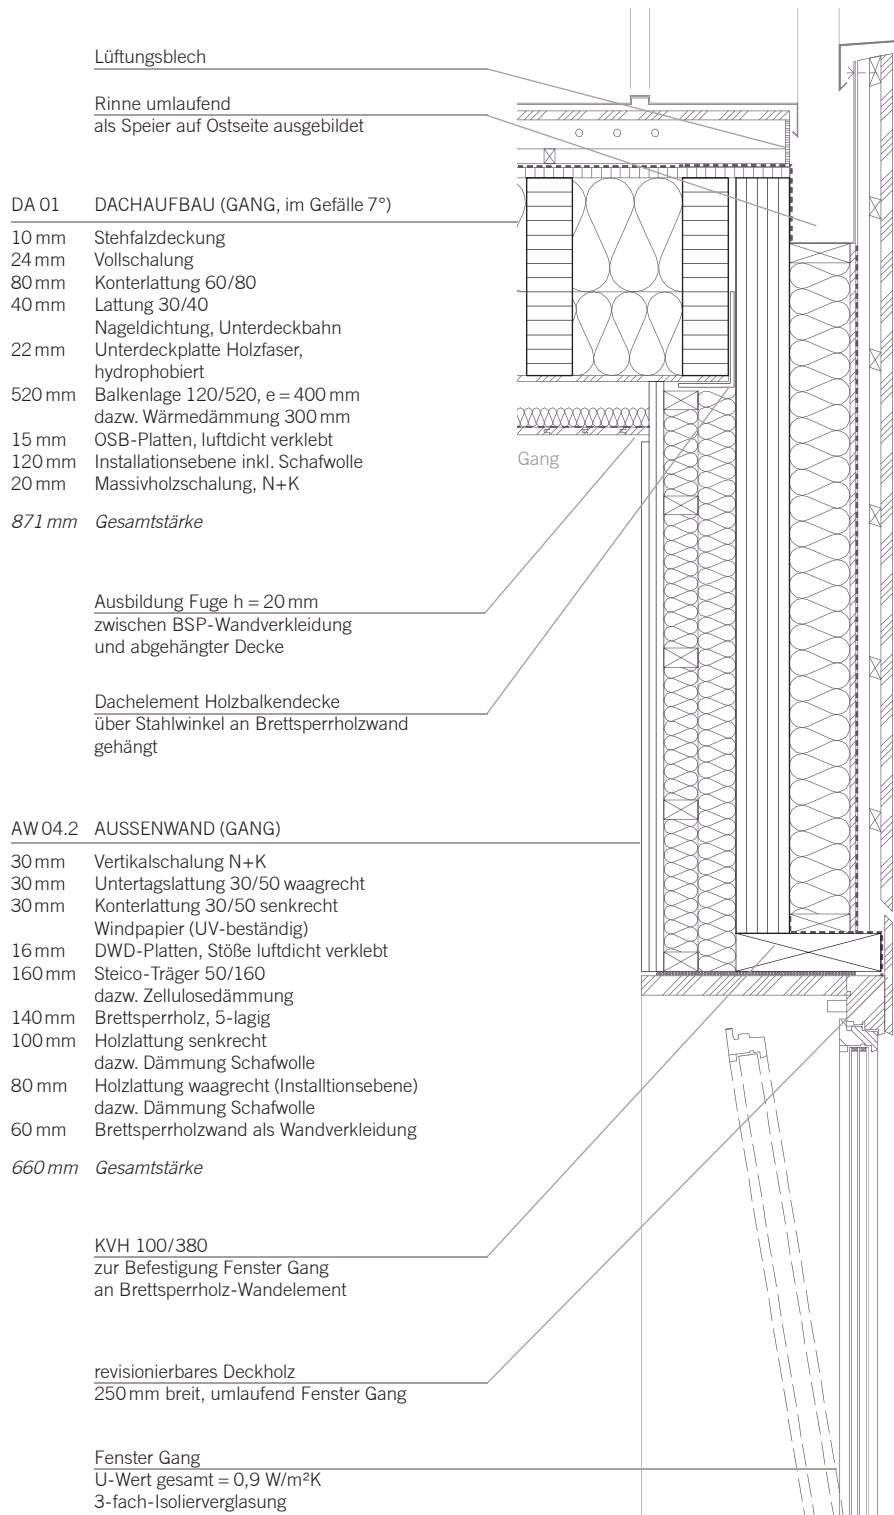 Lüftungsblech
Rinne umlaufend
als Speier auf Ostseite ausgebildet
DA 01 DACHAUFBAU (GANG, im Gefälle 7°)
10 mm Stehfalzdeckung
24 mm Vollschalung
80 mm Konterlattung 60/80
40 mm Lattung 30/40
Nageldichtung, Unterdeckbahn
22 mm Unterdeckplatte Holzfaser,
hydrophobiert
520 mm Balkenlage 120/520, e = 400 mm
dazw. Wärmedämmung 300 mm
15 mm OSB-Platten, luftdicht verklebt
120 mm Installationsebene inkl. Schafwolle
20 mm Massivholzschalung, N+K
871 mm Gesamtstärke
Gang
Ausbildung Fuge h = 20 mm
zwischen BSP-Wandverkleidung
und abgehängter Decke
Dachelement Holzbalkendecke
über Stahlwinkel an Brettsperrholzwand
gehängt
AW 04.2 AUSSENWAND (GANG)
30 mm Vertikalschalung N+K
30 mm Untertagslattung 30/50 waagrecht
30 mm Konterlattung 30/50 senkrecht
Windpapier (UV-beständig)
16 mm DWD-Platten, Stöße luftdicht verklebt
160 mm Steico-Träger 50/160
dazw. Zellulosedämmung
140 mm Brettsperrholz, 5-lagig
100 mm Holzlattung senkrecht
dazw. Dämmung Schafwolle
80 mm Holzlattung waagrecht (Installtionsebene)
dazw. Dämmung Schafwolle
60 mm Brettsperrholzwand als Wandverkleidung
660 mm Gesamtstärke
KVH 100/380
zur Befestigung Fenster Gang
an Brettsperrholz-Wandelement
revisionierbares Deckholz
250 mm breit, umlaufend Fenster Gang
Fenster Gang
U-Wert gesamt = 0,9 W/m²K
3-fach-Isolierverglasung